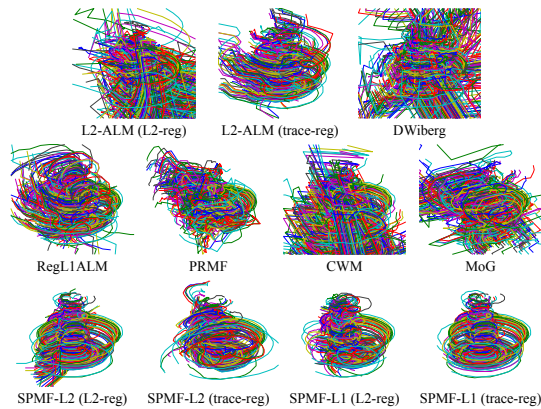 L2-ALM (L2-reg) L2-ALM (trace-reg) DWiberg
RegL1ALM PRMF CWM MoG
SPMF-L2 (L2-reg) SPMF-L2 (trace-reg) SPMF-L1 (L2-reg) SPMF-L1 (trace-reg)